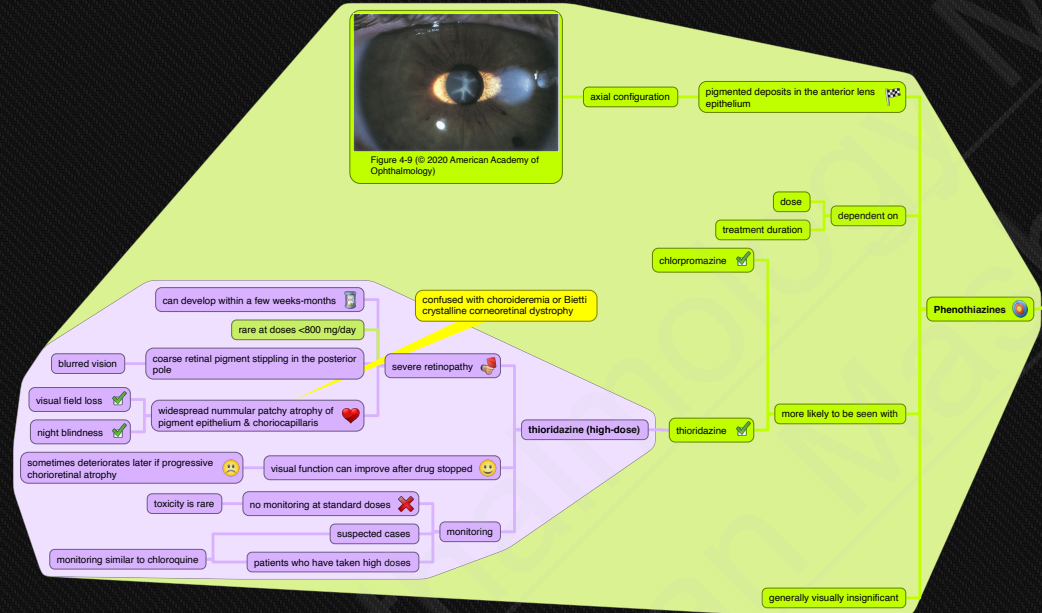 Figure 4-9 (© 2020 American Academy of
Ophthalmology)
axial configuration
pigmented deposits in the anterior lens
epithelium
dose
treatment duration
dependent on
chlorpromazine
Phenothiazines
confused with choroideremia or Bietti
crystalline corneoretinal dystrophy
can develop within a few weeks-months
rare at doses <800 mg/day
blurred vision
coarse retinal pigment stippling in the posterior
pole
severe retinopathy
visual field loss
night blindness
widespread nummular patchy atrophy of
pigment epithelium & choriocapillaris
thioridazine (high-dose)
thioridazine
more likely to be seen with
sometimes deteriorates later if progressive
chorioretinal atrophy
visual function can improve after drug stopped
toxicity is rare
no monitoring at standard doses
suspected cases
monitoring
monitoring similar to chloroquine
patients who have taken high doses
generally visually insignificant